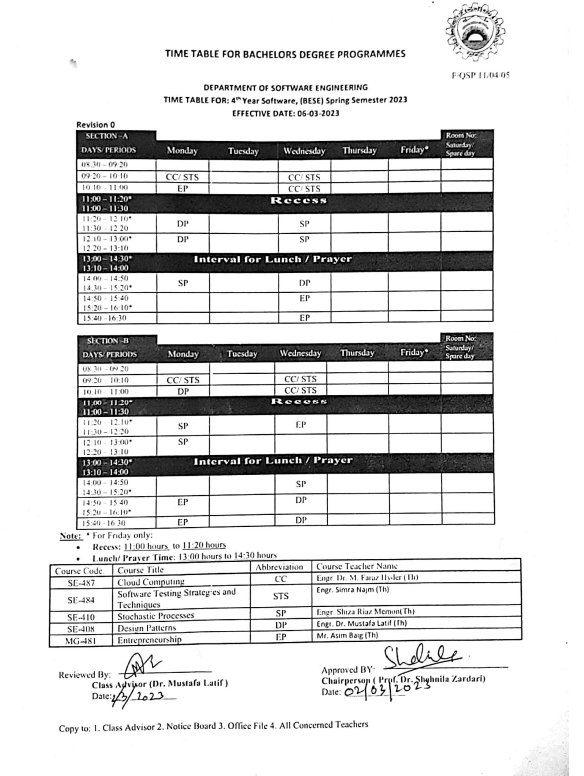 TIME TABLE FOR BACHELORS DEGREE PROGRAMMES
F/QSP 11/04/05
DEPARTMENT OF SOFTWARE ENGINEERING
TIME TABLE FOR: 4th Year Software, (BESE) Spring Semester 2023
EFFECTIVE DATE: 06-03-2023
Revision 0
SECTION -A Room No:
DAYS/ PERIODS Monday Tuesday Wednesday Thursday Friday* Saturday/ Spare day
08:30 – 09:20
09:20 – 10:10 CC/ STS CC/ STS
10:10 – 11:00 EP CC/ STS
11:00 – 11:20* Recess
11:00 – 11:30
11:20 – 12:10* DP SP
11:30 – 12:20
12:10 – 13:00* DP SP
12:20 – 13:10
13:00 – 14:30* Interval for Lunch / Prayer
13:10 – 14:00
14:00 – 14:50 SP DP
14:30 – 15:20*
14:50 – 15:40 EP
15:20 – 16:10*
15:40 –16:30 EP
SECTION -B Room No:
DAYS/ PERIODS Monday Tuesday Wednesday Thursday Friday* Saturday/ Spare day
08:30 – 09:20
09:20 – 10:10 CC/ STS CC/ STS
10:10 – 11:00 DP CC/ STS
11:00 – 11:20* Recess
11:00 – 11:30
11:20 – 12:10* SP EP
11:30 – 12:20
12:10 – 13:00* SP
12:20 – 13:10
13:00 – 14:30* Interval for Lunch / Prayer
13:10 – 14:00
14:00 – 14:50 SP
14:30 – 15:20*
14:50 – 15:40 EP DP
15:20 – 16:10*
15:40 – 16:30 EP DP
Note: * For Friday only:
• Recess: 11:00 hours to 11:20 hours
• Lunch/ Prayer Time: 13:00 hours to 14:30 hours
Course Code Course Title Abbreviation Course Teacher Name
SE-487 Cloud Computing CC Engr. Dr. M. Faraz Hyder (Th)
SE-484 Software Testing Strategies and Techniques STS Engr. Simra Najm (Th)
SE-410 Stochastic Processes SP Engr. Shiza Riaz Memon(Th)
SE-408 Design Patterns DP Engr. Dr. Mustafa Latif (Th)
MG-481 Entrepreneurship EP Mr. Asim Baig (Th)
Reviewed By:
Class Advisor (Dr. Mustafa Latif )
Date: 2/3/2023
Approved BY:
Chairperson ( Prof. Dr. Shehnila Zardari)
Date: 02/03/2023
Copy to: 1. Class Advisor 2. Notice Board 3. Office File 4. All Concerned Teachers